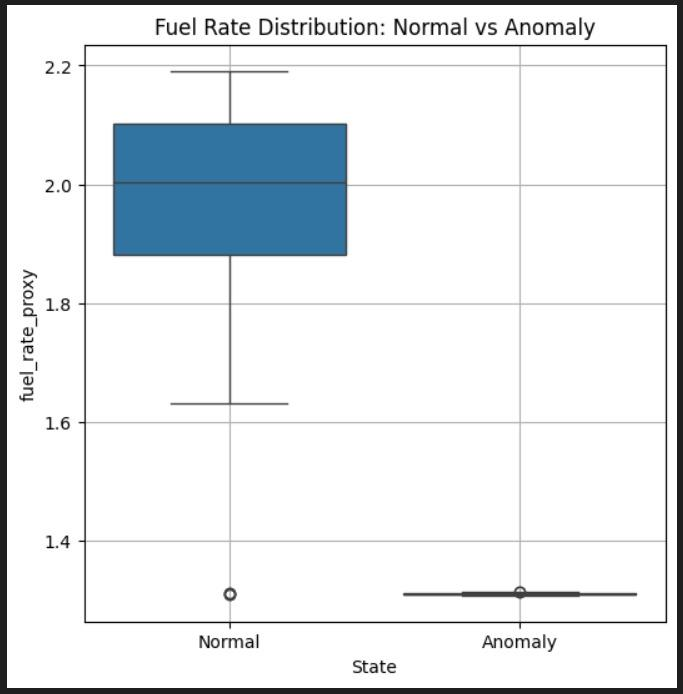 Fuel Rate Distribution: Normal vs Anomaly
2.2
2.0
1.8
1.6
1.4
fuel_rate_proxy
Normal
Anomaly
State